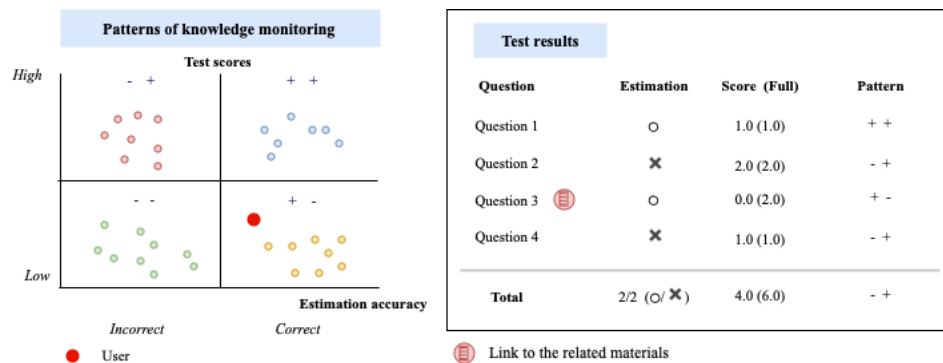 Patterns of knowledge monitoring
Test scores
High
- +
+ +
- -
+ -
Low
Estimation accuracy
Incorrect
Correct
User
Test results
Question Estimation Score (Full) Pattern
Question 1 ○ 1.0 (1.0) + +
Question 2 ✖ 2.0 (2.0) - +
Question 3 ○ 0.0 (2.0) + -
Question 4 ✖ 1.0 (1.0) - +
Total 2/2 (○/✖) 4.0 (6.0) - +
Link to the related materials